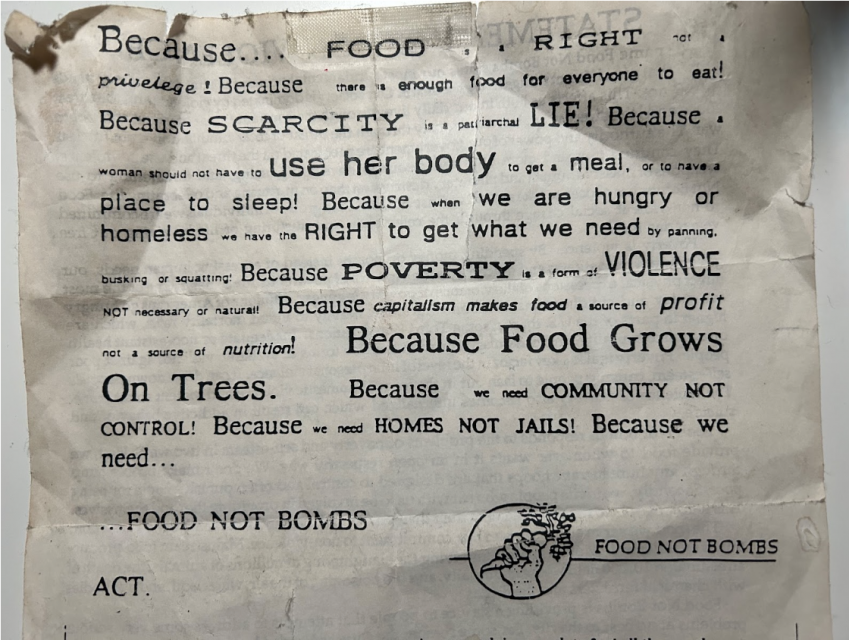 Because.... FOOD is a RIGHT not a
privelege! Because there is enough food for everyone to eat!
Because SCARCITY is a patriarchal LIE! Because a
woman should not have to use her body to get a meal, or to have a
place to sleep! Because when we are hungry or
homeless we have the RIGHT to get what we need by panning,
busking or squatting! Because POVERTY is a form of VIOLENCE
NOT necessary or natural! Because capitalism makes food a source of profit
not a source of nutrition! Because Food Grows
On Trees. Because we need COMMUNITY NOT
CONTROL! Because we need HOMES NOT JAILS! Because we
need...
...FOOD NOT BOMBS
FOOD NOT BOMBS
ACT.